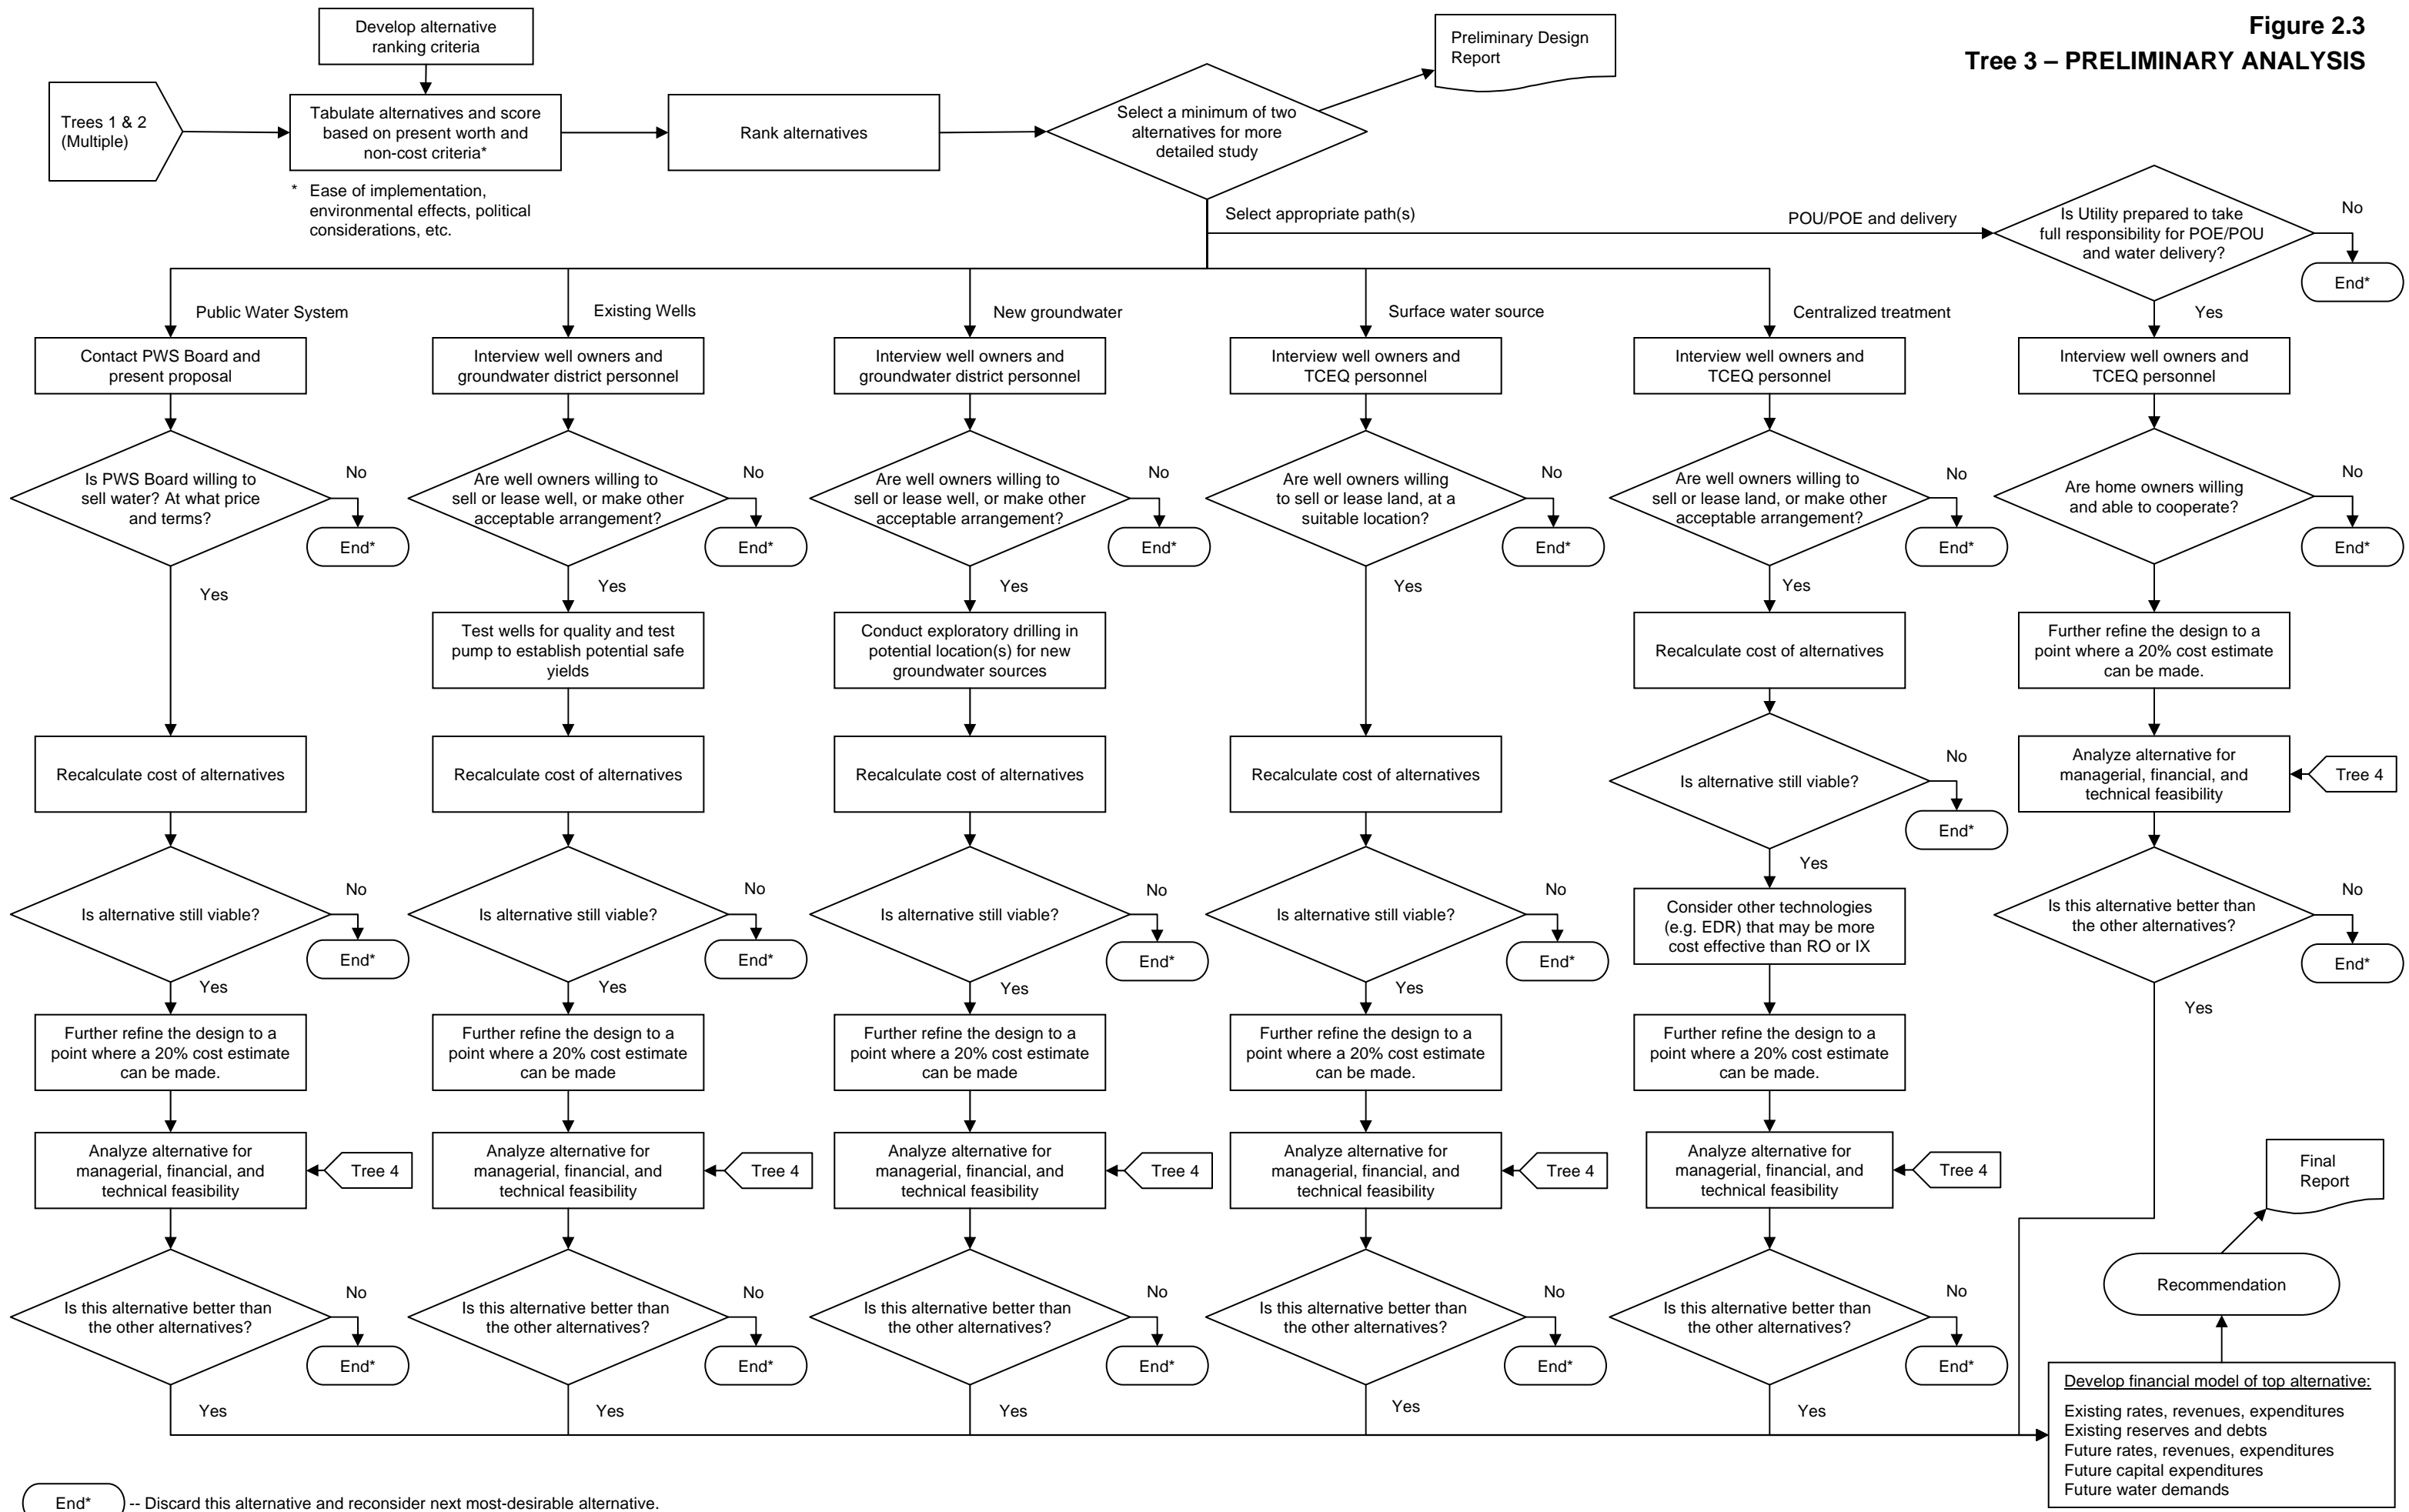 Figure 2.3
Tree 3 – PRELIMINARY ANALYSIS
Develop alternative
ranking criteria
Trees 1 & 2
(Multiple)
Tabulate alternatives and score
based on present worth and
non-cost criteria*
* Ease of implementation,
environmental effects, political
considerations, etc.
Rank alternatives
Select a minimum of two
alternatives for more
detailed study
Preliminary Design
Report
Select appropriate path(s)
POU/POE and delivery
Is Utility prepared to take
full responsibility for POE/POU
and water delivery?
No
End*
Yes
Public Water System
Contact PWS Board and
present proposal
Is PWS Board willing to
sell water? At what price
and terms?
No
End*
Yes
Recalculate cost of alternatives
Is alternative still viable?
No
End*
Yes
Further refine the design to a
point where a 20% cost estimate
can be made.
Analyze alternative for
managerial, financial, and
technical feasibility
Tree 4
Is this alternative better than
the other alternatives?
No
End*
Yes
Existing Wells
Interview well owners and
groundwater district personnel
Are well owners willing to
sell or lease well, or make other
acceptable arrangement?
No
End*
Yes
Test wells for quality and test
pump to establish potential safe
yields
Recalculate cost of alternatives
Is alternative still viable?
No
End*
Yes
Further refine the design to a
point where a 20% cost estimate
can be made
Analyze alternative for
managerial, financial, and
technical feasibility
Tree 4
Is this alternative better than
the other alternatives?
No
End*
Yes
New groundwater
Interview well owners and
groundwater district personnel
Are well owners willing to
sell or lease well, or make other
acceptable arrangement?
No
End*
Yes
Conduct exploratory drilling in
potential location(s) for new
groundwater sources
Recalculate cost of alternatives
Is alternative still viable?
No
End*
Yes
Further refine the design to a
point where a 20% cost estimate
can be made
Analyze alternative for
managerial, financial, and
technical feasibility
Tree 4
Is this alternative better than
the other alternatives?
No
End*
Yes
Surface water source
Interview well owners and
TCEQ personnel
Are well owners willing
to sell or lease land, at a
suitable location?
No
End*
Yes
Recalculate cost of alternatives
Is alternative still viable?
No
End*
Yes
Further refine the design to a
point where a 20% cost estimate
can be made.
Analyze alternative for
managerial, financial, and
technical feasibility
Tree 4
Is this alternative better than
the other alternatives?
No
End*
Yes
Centralized treatment
Interview well owners and
TCEQ personnel
Are well owners willing to
sell or lease land, or make other
acceptable arrangement?
No
End*
Yes
Recalculate cost of alternatives
Is alternative still viable?
No
End*
Yes
Consider other technologies
(e.g. EDR) that may be more
cost effective than RO or IX
Further refine the design to a
point where a 20% cost estimate
can be made.
Analyze alternative for
managerial, financial, and
technical feasibility
Tree 4
Is this alternative better than
the other alternatives?
No
End*
Yes
Interview well owners and
TCEQ personnel
Are home owners willing
and able to cooperate?
No
End*
Further refine the design to a
point where a 20% cost estimate
can be made.
Analyze alternative for
managerial, financial, and
technical feasibility
Tree 4
Is this alternative better than
the other alternatives?
No
End*
Yes
Final
Report
Recommendation
Develop financial model of top alternative:
Existing rates, revenues, expenditures
Existing reserves and debts
Future rates, revenues, expenditures
Future capital expenditures
Future water demands
End* -- Discard this alternative and reconsider next most-desirable alternative.